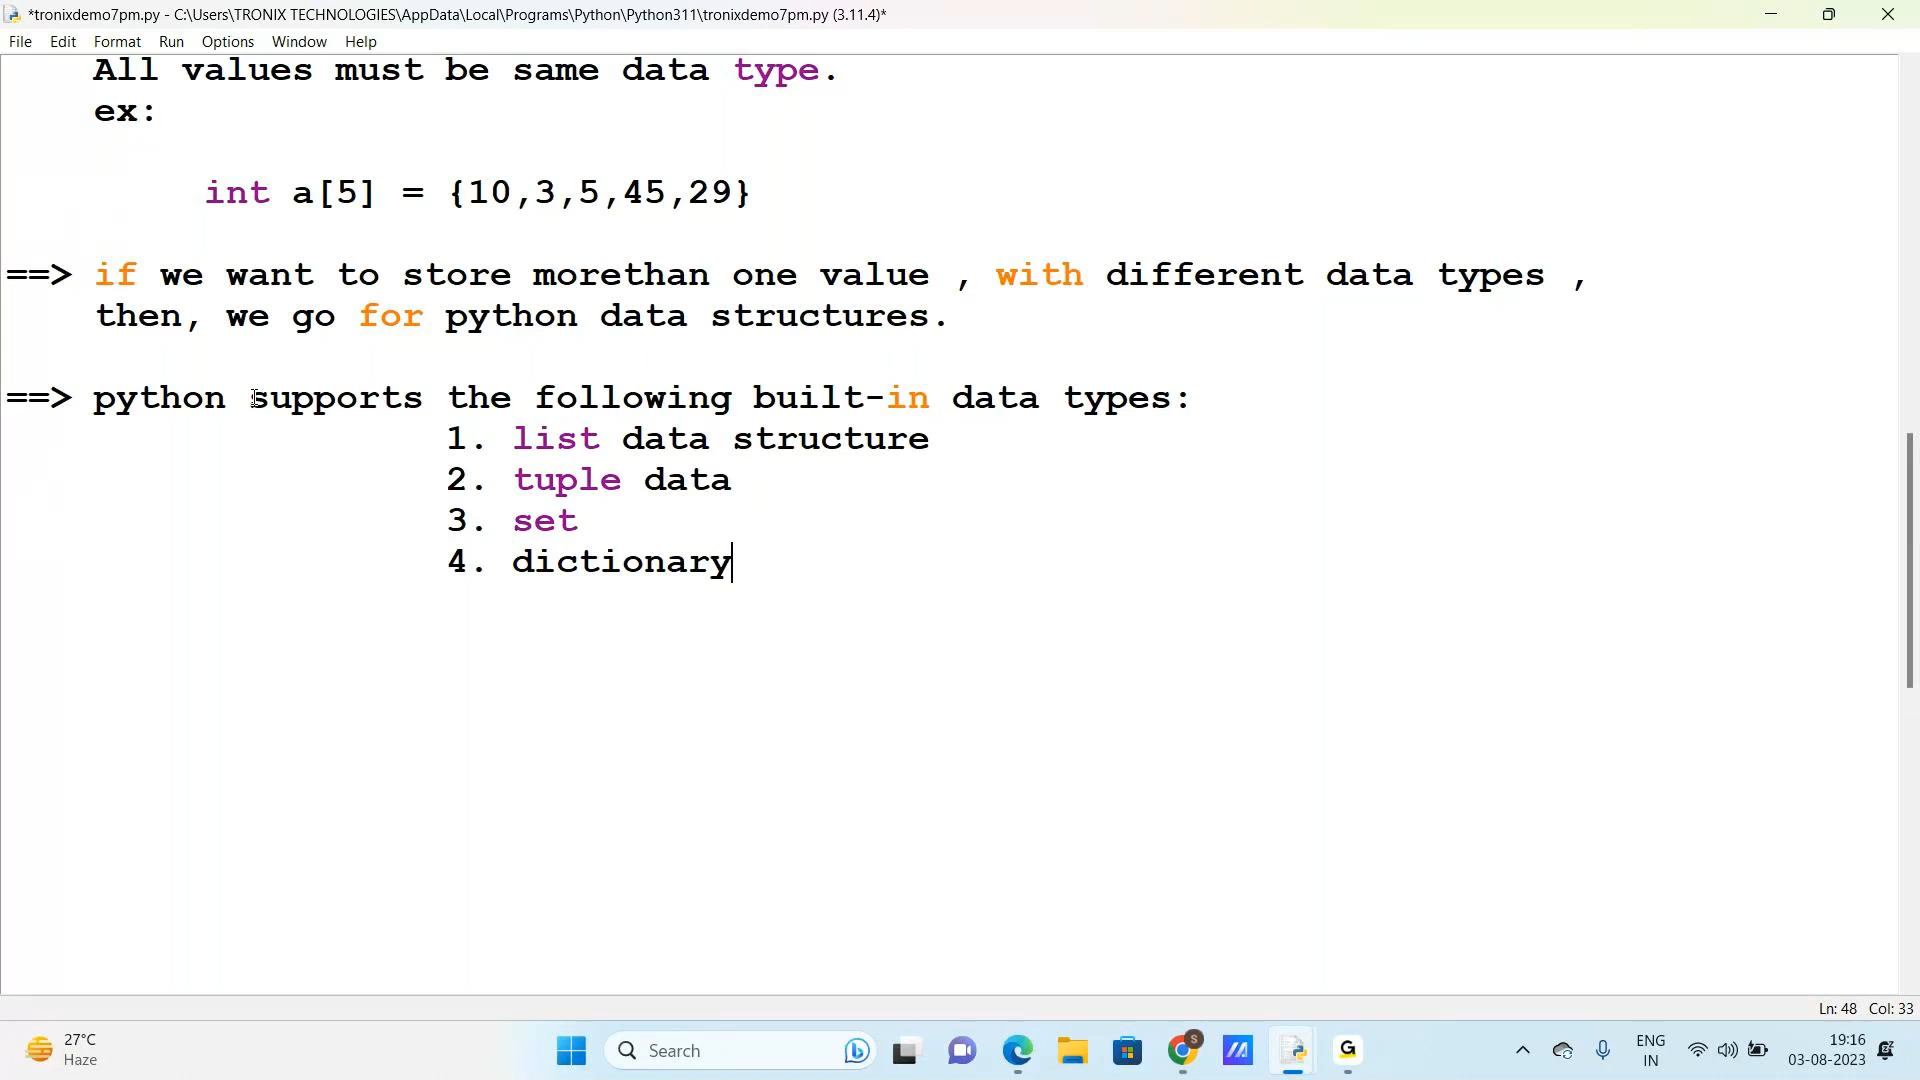 *tronixdemo7pm.py - C:\Users\TRONIX TECHNOLOGIES\AppData\Local\Programs\Python\Python311\tronixdemo7pm.py (3.11.4)*
File Edit Format Run Options Window Help
All values must be same data type.
ex:
int a[5] = {10,3,5,45,29}
==> if we want to store morethan one value , with different data types ,
then, we go for python data structures.
==> python supports the following built-in data types:
1. list data structure
2. tuple data
3. set
4. dictionary
Ln: 48 Col: 33
27°C
Haze
Search
S
G
ENG
IN
19:16
03-08-2023